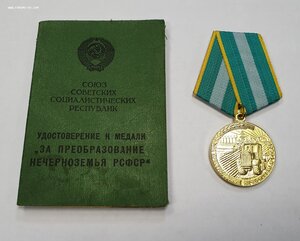 СОЮЗ
СОВЕТСКИХ
СОЦИАЛИСТИЧЕСКИХ
РЕСПУБЛИК
УДОСТОВЕРЕНИЕ К МЕДАЛИ
„ЗА ПРЕОБРАЗОВАНИЕ
НЕЧЕРНОЗЕМЬЯ РСФСР"